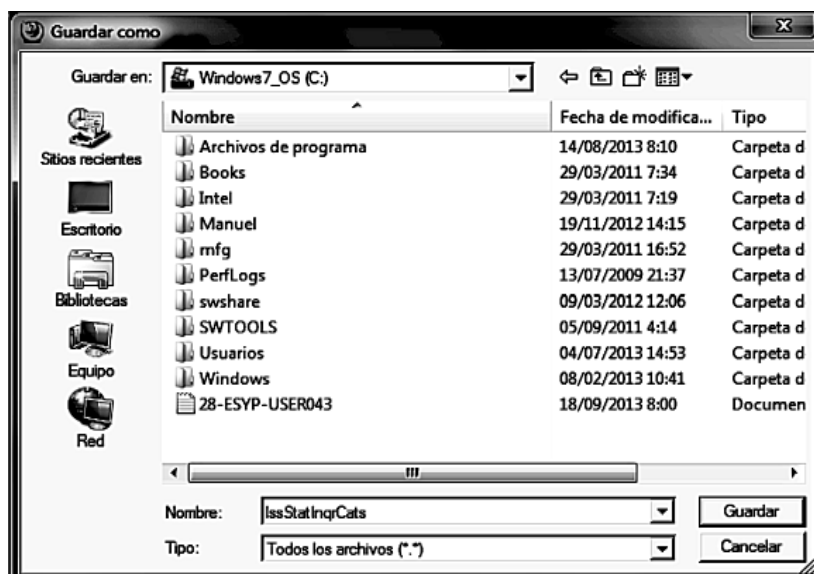 Guardar como
Guardar en: Windows7_OS (C:)
Nombre Fecha de modifica... Tipo
Archivos de programa 14/08/2013 8:10 Carpeta d
Books 29/03/2011 7:34 Carpeta d
Intel 29/03/2011 7:19 Carpeta d
Manuel 19/11/2012 14:15 Carpeta d
mfg 29/03/2011 16:52 Carpeta d
PerfLogs 13/07/2009 21:37 Carpeta d
swshare 09/03/2012 12:06 Carpeta d
SWTOOLS 05/09/2011 4:14 Carpeta d
Usuarios 04/07/2013 14:53 Carpeta d
Windows 08/02/2013 10:41 Carpeta d
28-ESYP-USER043 18/09/2013 8:00 Documen
Sitios recientes
Escritorio
Bibliotecas
Equipo
Red
Nombre: IssStatInqrCats Guardar
Tipo: Todos los archivos (*.*) Cancelar